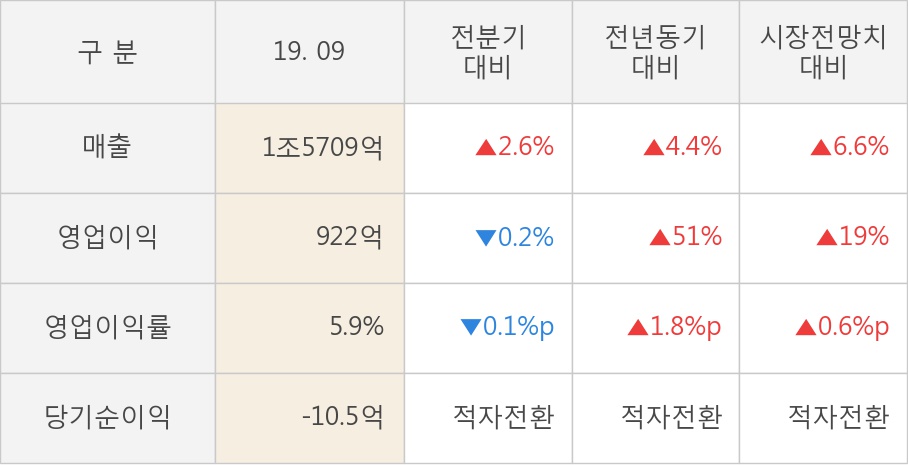 구 분 19. 09 전분기 대비 전년동기 대비 시장전망치 대비
매출 1조5709억 ▲2.6% ▲4.4% ▲6.6%
영업이익 922억 ▼0.2% ▲51% ▲19%
영업이익률 5.9% ▼0.1%p ▲1.8%p ▲0.6%p
당기순이익 -10.5억 적자전환 적자전환 적자전환